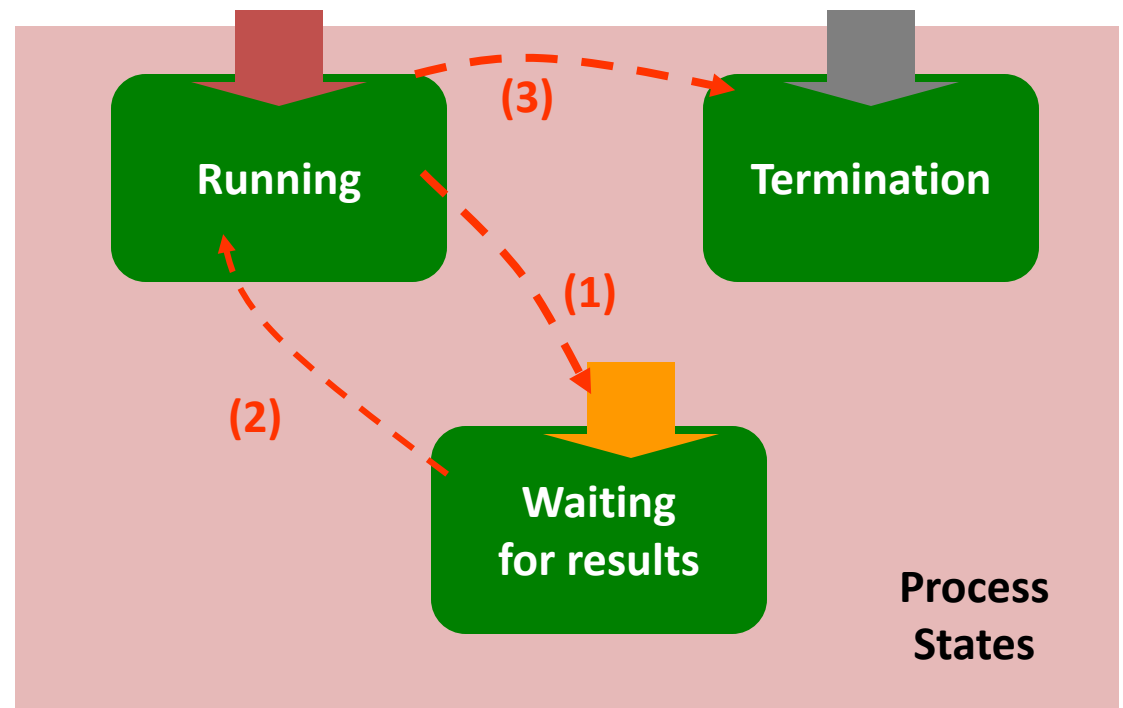 (3)
Running
Termination
(1)
(2)
Waiting
for results
Process
States